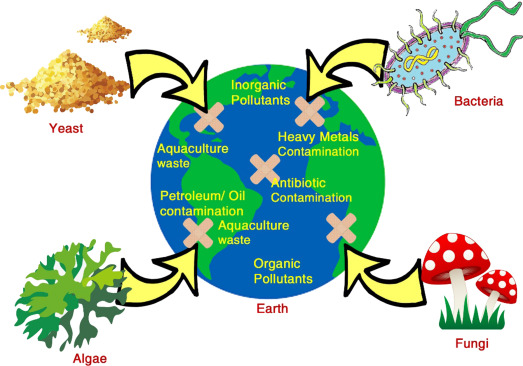 Inorganic
Pollutants
Yeast
Bacteria
Heavy Metals
Contamination
Aquaculture
waste
Antibiotic
Contamination
Petroleum/ Oil
contamination
Aquaculture
waste
Organic
Pollutants
Earth
Algae
Fungi